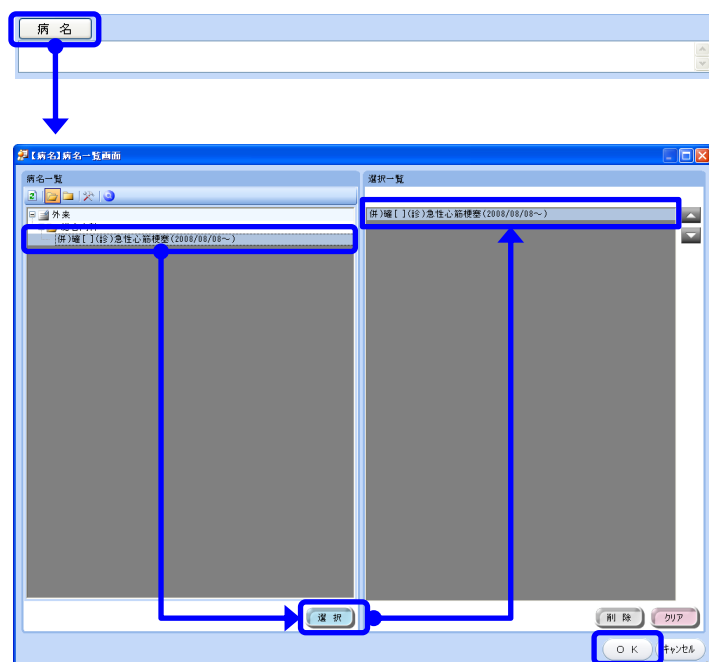 病 名
【病名】病名一覧画面
病名一覧
選択一覧
外来
併)確[ ](診)急性心筋梗塞(2008/08/08～)
併)確[ ](診)急性心筋梗塞(2008/08/08～)
選 択
削 除
クリア
ＯＫ
キャンセル